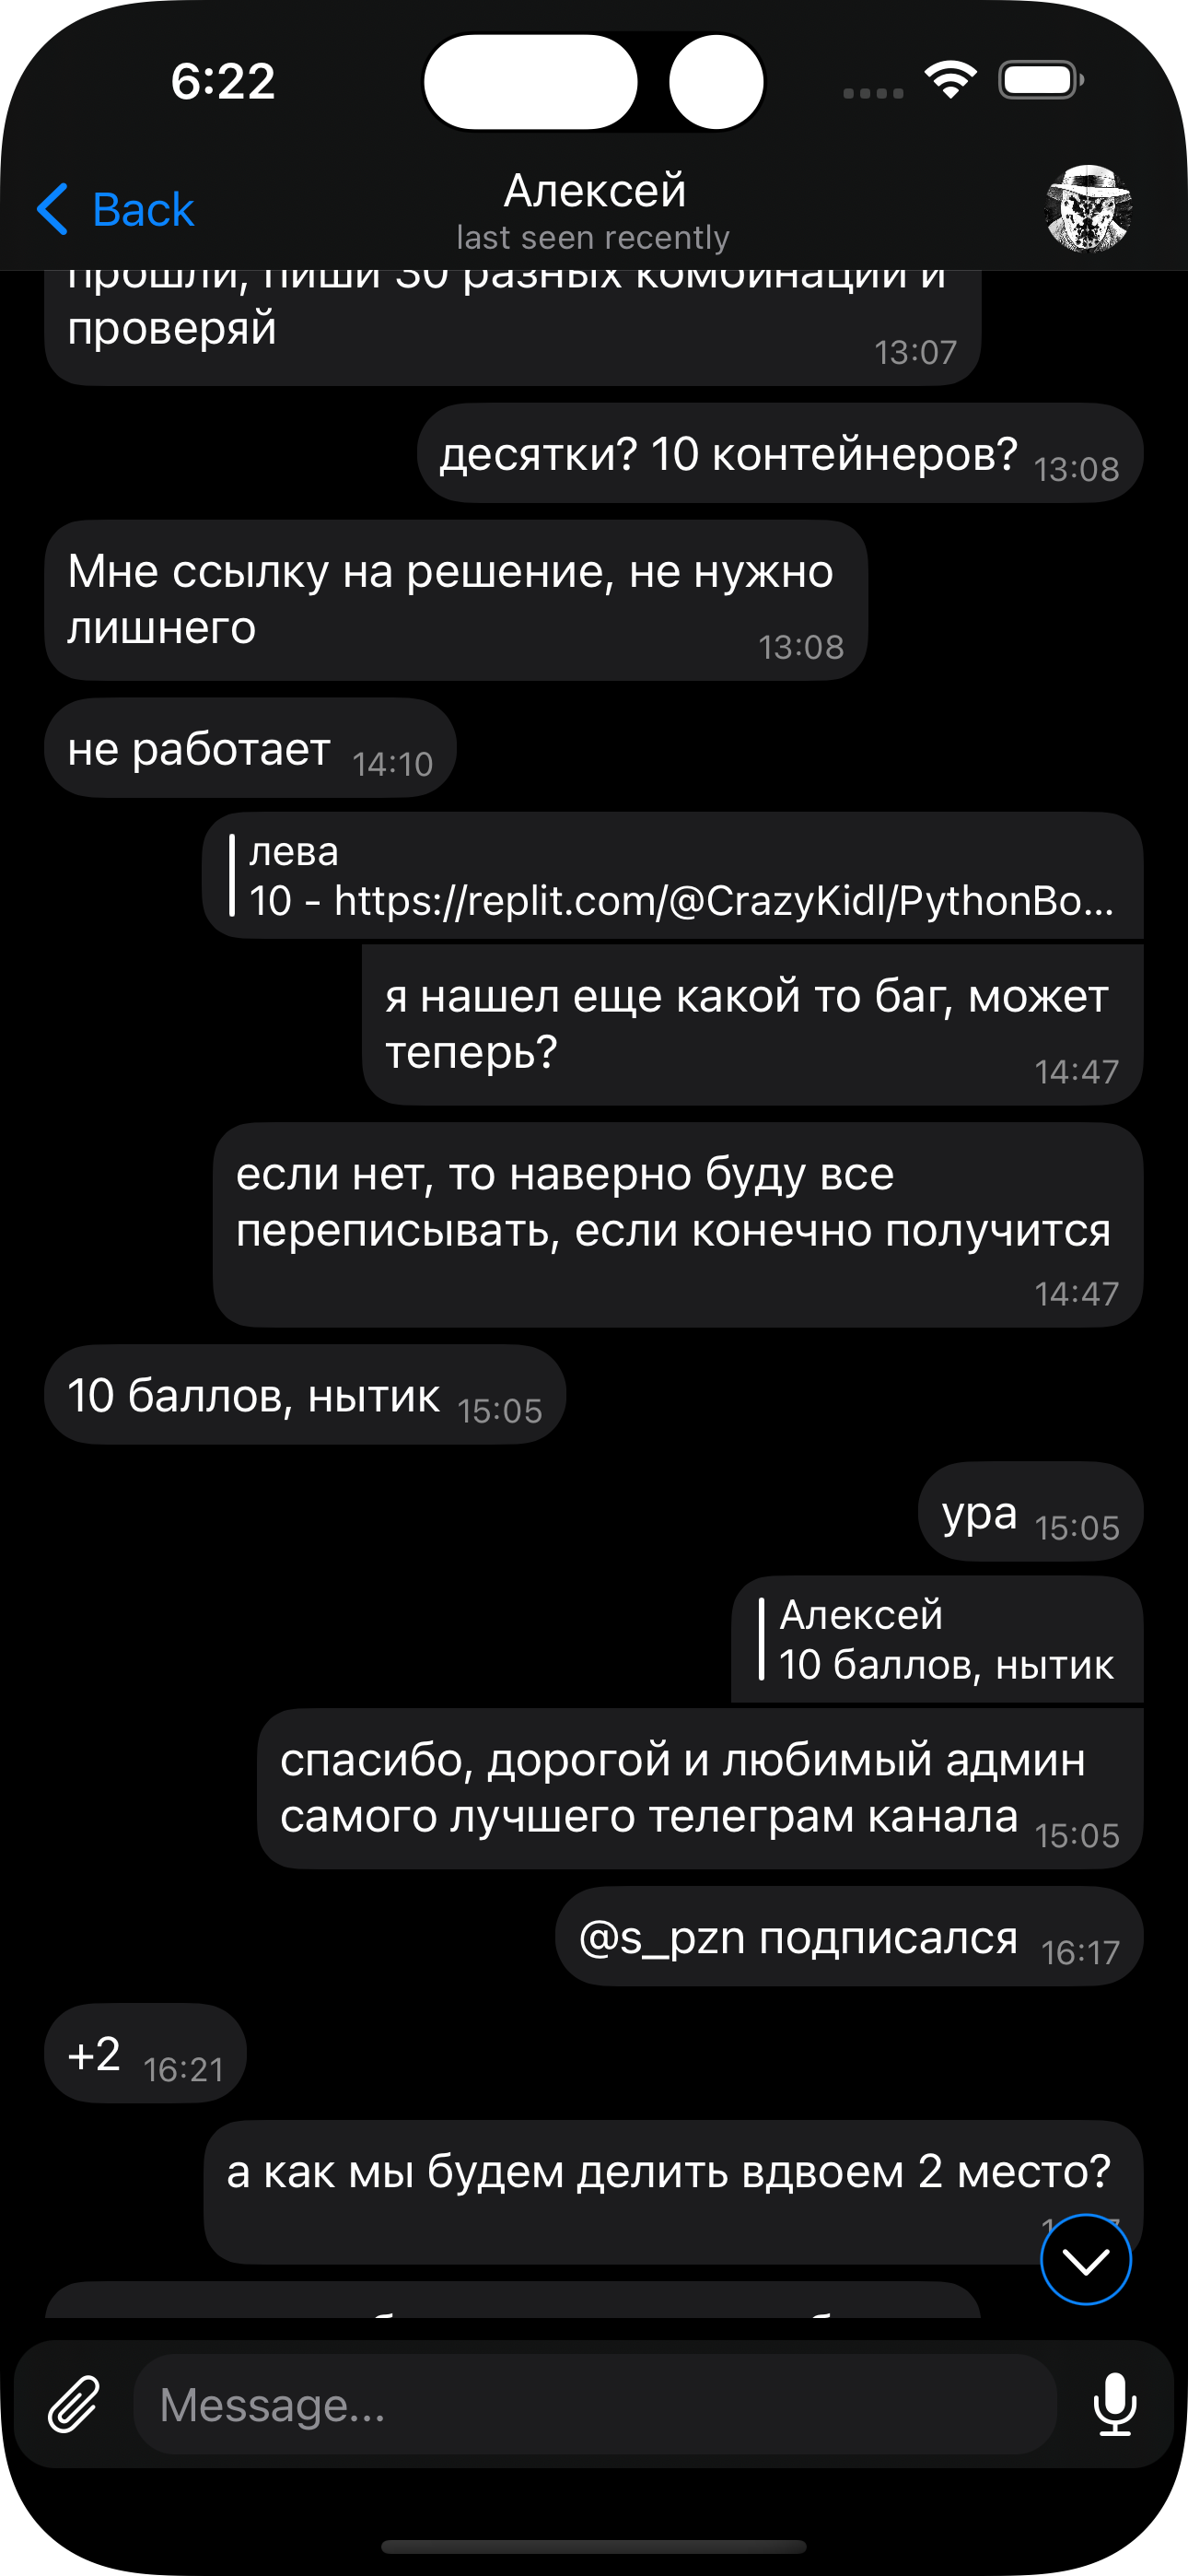 6:22
Back
Алексей
last seen recently
прошли, пиши 30 разных комбинаций и
проверяй
13:07
десятки? 10 контейнеров? 13:08
Мне ссылку на решение, не нужно
лишнего
13:08
не работает 14:10
лева
10 - https://replit.com/@CrazyKidl/PythonBo...
я нашел еще какой то баг, может
теперь?
14:47
если нет, то наверно буду все
переписывать, если конечно получится
14:47
10 баллов, нытик 15:05
ура 15:05
Алексей
10 баллов, нытик
спасибо, дорогой и любимый админ
самого лучшего телеграм канала 15:05
@s_pzn подписался 16:17
+2 16:21
а как мы будем делить вдвоем 2 место?
Message...